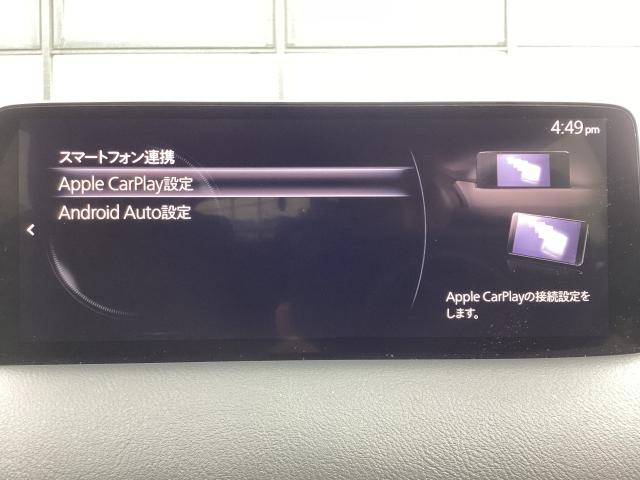 4:49 pm
スマートフォン連携
Apple CarPlay設定
Android Auto設定
Apple CarPlayの接続設定を
します。